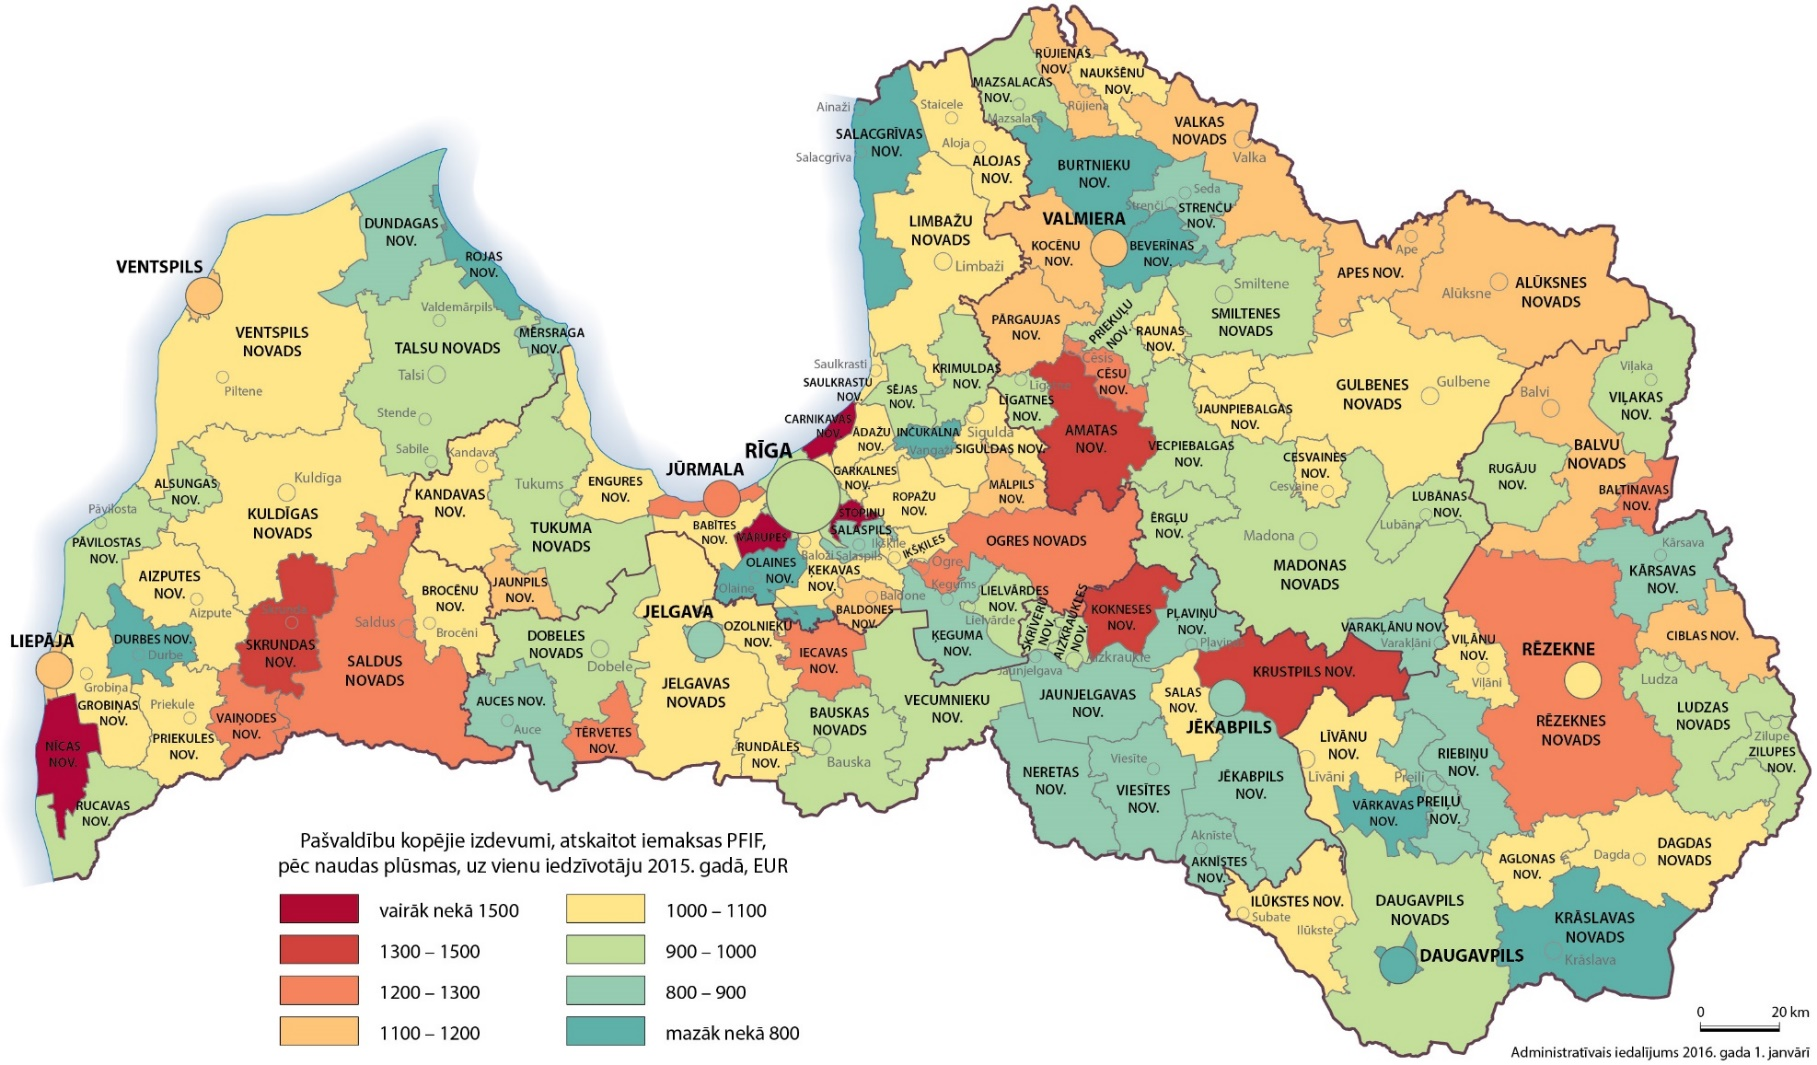 RŪJIENAS
NOV.
NAUKŠĒNU
NOV.
MAZSALACAS
NOV.
Rūjiena
Mazsalaca
Ainaži
Staicele
SALACGRĪVAS
NOV.
Salacgrīva
Aloja
ALOJAS
NOV.
VALKAS
NOVADS
Valka
BURTNIEKU
NOV.
Seda
Strenči
STRENČU
NOV.
VALMIERA
LIMBAŽU
NOVADS
Limbaži
KOCĒNU
NOV.
BEVERĪNAS
NOV.
Ape
APES NOV.
Alūksne
ALŪKSNES
NOVADS
DUNDAGAS
NOV.
ROJAS
NOV.
VENTSPILS
VENTSPILS
NOVADS
Piltene
Valdemārpils
MĒRSRAGA
NOV.
TALSU NOVADS
Talsi
Stende
Sabile
Smiltene
SMILTENES
NOVADS
PĀRGAUJAS
NOV.
PRIEKUĻU
NOV.
RAUNAS
NOV.
Saulkrasti
SAULKRASTU
NOV.
SĒJAS
NOV.
KRIMULDAS
NOV.
Cēsis
CĒSU
NOV.
Līgatne
LĪGATNES
NOV.
AMATAS
NOV.
GULBENES
NOVADS
Gulbene
JAUNPIEBALGAS
NOV.
VECPIEBALGAS
NOV.
Balvi
BALVU
NOVADS
Viļaka
VIĻAKAS
NOV.
RUGĀJU
NOV.
BALTINAVAS
NOV.
CARNIKAVAS
NOV.
ĀDAŽU
NOV.
INČUKALNA
Vangaži
Sigulda
SIGULDAS NOV.
RĪGA
JŪRMALA
GARKALNES
NOV.
MĀLPILS
NOV.
ROPAŽU
NOV.
CESVAINES
NOV.
Cesvaine
LUBĀNAS
NOV.
Lubāna
Madona
MADONAS
NOVADS
ĒRGĻU
NOV.
ALSUNGAS
NOV.
Kuldīga
KULDĪGAS
NOVADS
Kandava
KANDAVAS
NOV.
Tukums
TUKUMA
NOVADS
ENGURES
NOV.
Pāvilosta
PĀVILOSTAS
NOV.
BABĪTES
NOV.
MĀRUPES
STOPIŅU
SALASPILS
Baloži
Salaspils
Ikšķile
IKŠĶILES
OLAINES
NOV.
Olaine
ĶEKAVAS
NOV.
OGRES NOVADS
Ogre
Ķegums
LIELVĀRDES
NOV.
Lielvārde
BALDONES
NOV.
Baldone
AIZPUTES
NOV.
Aizpute
DURBES NOV.
Durbe
LIEPĀJA
Grobiņa
GROBIŅAS
NOV.
Priekule
PRIEKULES
NOV.
NĪCAS
NOV.
RUCAVAS
NOV.
Skrunda
SKRUNDAS
NOV.
Saldus
SALDUS
NOVADS
VAIŅODES
NOV.
BROCĒNU
NOV.
Brocēni
JAUNPILS
NOV.
DOBELES
NOVADS
Dobele
AUCES NOV.
Auce
TĒRVETES
NOV.
JELGAVA
JELGAVAS
NOVADS
OZOLNIEKU
NOV.
IECAVAS
NOV.
RUNDĀLES
NOV.
BAUSKAS
NOVADS
Bauska
VECUMNIEKU
NOV.
ĶEGUMA
NOV.
SKRĪVERU
NOV.
AIZKRAUKLES
NOV.
Aizkraukle
KOKNESES
NOV.
PĻAVIŅU
NOV.
Pļaviņas
Jaunjelgava
JAUNJELGAVAS
NOV.
NERETAS
NOV.
Viesīte
VIESĪTES
NOV.
SALAS
NOV.
JĒKABPILS
JĒKABPILS
NOV.
Aknīste
AKNĪSTES
NOV.
KRUSTPILS NOV.
VARAKĻĀNU NOV.
Varakļāni
VIĻĀNU
NOV.
Viļāni
RĒZEKNE
RĒZEKNES
NOVADS
Kārsava
KĀRSAVAS
NOV.
CIBLAS NOV.
Ludza
LUDZAS
NOVADS
Zilupe
ZILUPES
NOV.
LĪVĀNU
NOV.
Līvāni
Preiļi
PREIĻU
NOV.
RIEBIŅU
NOV.
VĀRKAVAS
NOV.
AGLONAS
NOV.
Dagda
DAGDAS
NOVADS
ILŪKSTES NOV.
Subate
Ilūkste
DAUGAVPILS
NOVADS
DAUGAVPILS
KRĀSLAVAS
NOVADS
Krāslava
Pašvaldību kopējie izdevumi, atskaitot iemaksas PFIF,
pēc naudas plūsmas, uz vienu iedzīvotāju 2015. gadā, EUR
vairāk nekā 1500
1300 – 1500
1200 – 1300
1100 – 1200
1000 – 1100
900 – 1000
800 – 900
mazāk nekā 800
0 20 km
Administratīvais iedalījums 2016. gada 1. janvārī